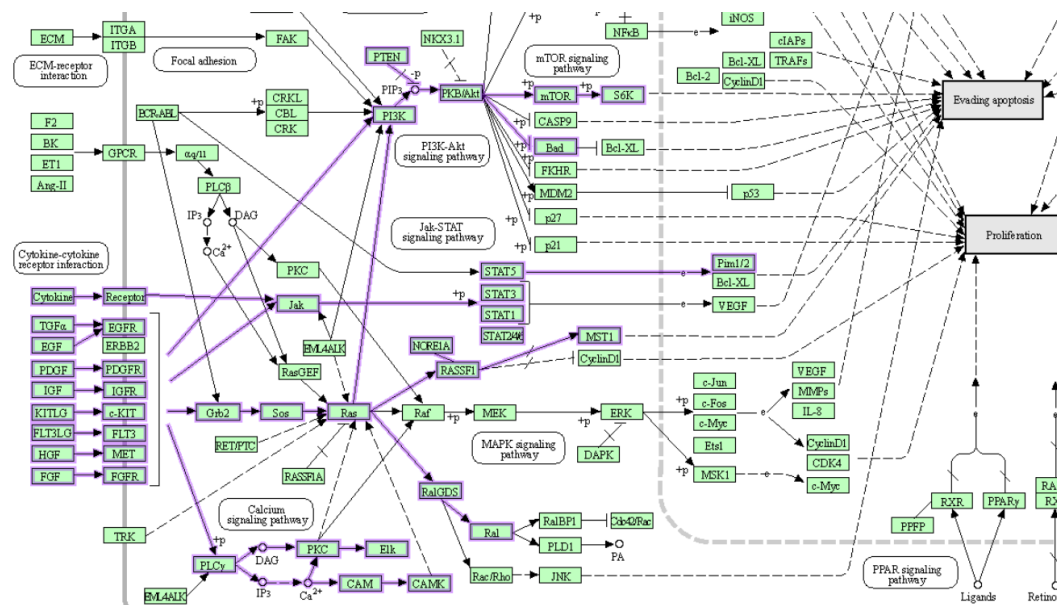 ECM
ITGA
ITGB
ECM-receptor
interaction
Focal adhesion
FAK
PTEN
-p
PIP3
NKX3.1
+p
PKB/Akt
NFκB
e
iNOS
cIAPs
TRAFs
Bcl-XL
Bcl-2
CyclinD1
mTOR signaling
pathway
+p
mTOR
+p
S6K
Evading apoptosis
BCR-ABL
+p
CRKL
CBL
CRK
PI3K
PI3K-Akt
signaling pathway
+p
CASP9
+p
Bad
Bcl-XL
+p
FKHR
MDM2
+p
p53
+p
p27
+p
p21
Proliferation
F2
BK
ET1
Ang-II
GPCR
αq/11
PLCβ
IP3
DAG
Ca2+
PKC
Jak-STAT
signaling pathway
Cytokine-cytokine
receptor interaction
Cytokine
Receptor
Jak
+p
STAT5
STAT3
STAT1
e
Pim1/2
Bcl-XL
e
VEGF
TGFα
EGFR
EGF
ERBB2
PDGF
PDGFR
IGF
IGFR
KITLG
c-KIT
FLT3LG
FLT3
HGF
MET
FGF
FGFR
EML4ALK
RasGEF
NORE1A
RASSF1
MST1
CyclinD1
Grb2
Sos
Ras
Raf
+p
MEK
+p
ERK
+p
DAPK
MAPK signaling
pathway
RET/PTC
RASSF1A
c-Jun
c-Fos
c-Myc
Ets1
e
VEGF
MMPs
IL-8
CyclinD1
CDK4
+p
MSK1
e
c-Myc
RalGDS
Ral
RalBP1
Cdc42/Rac
PLD1
PA
Rac/Rho
JNK
Calcium
signaling pathway
TRK
+p
PLCγ
DAG
IP3
Ca2+
PKC
Elk
CAM
CAMK
EML4ALK
e
e
RXR
PPARγ
PPFP
RA
RX
PPAR signaling
pathway
Ligands
Retino